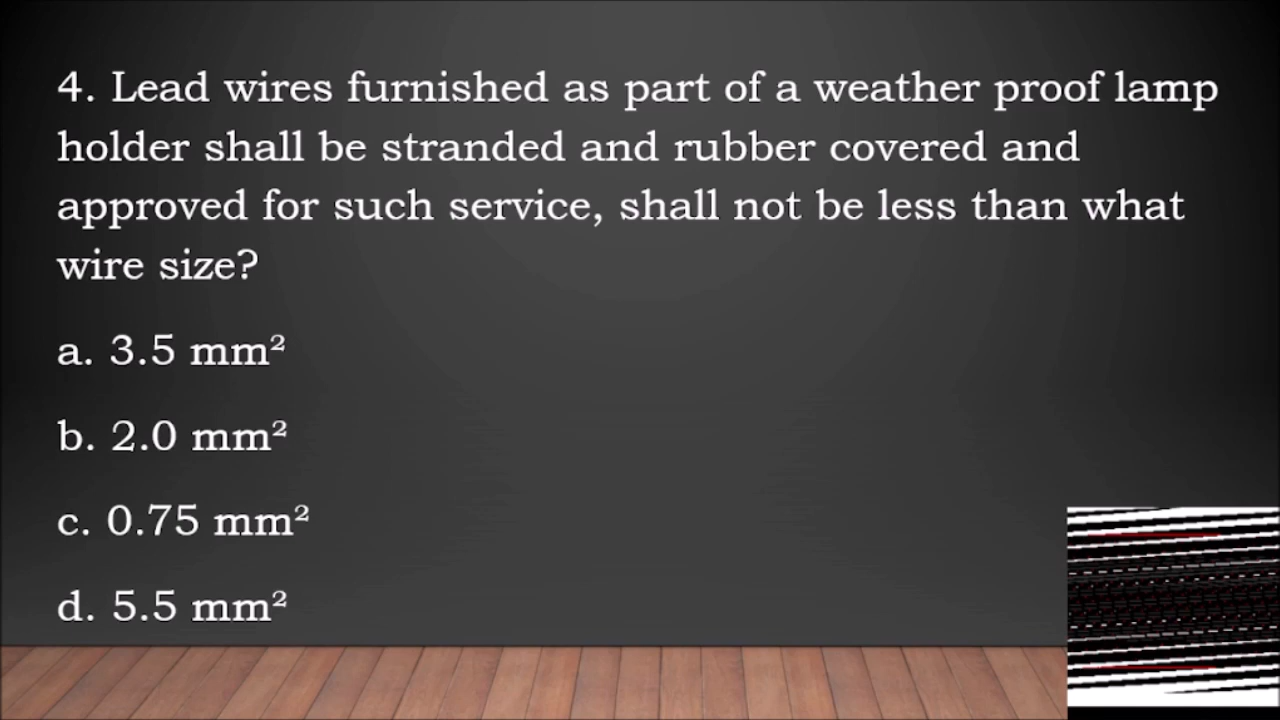 4. Lead wires furnished as part of a weather proof lamp
holder shall be stranded and rubber covered and
approved for such service, shall not be less than what
wire size?
a. 3.5 mm²
b. 2.0 mm²
c. 0.75 mm²
d. 5.5 mm²